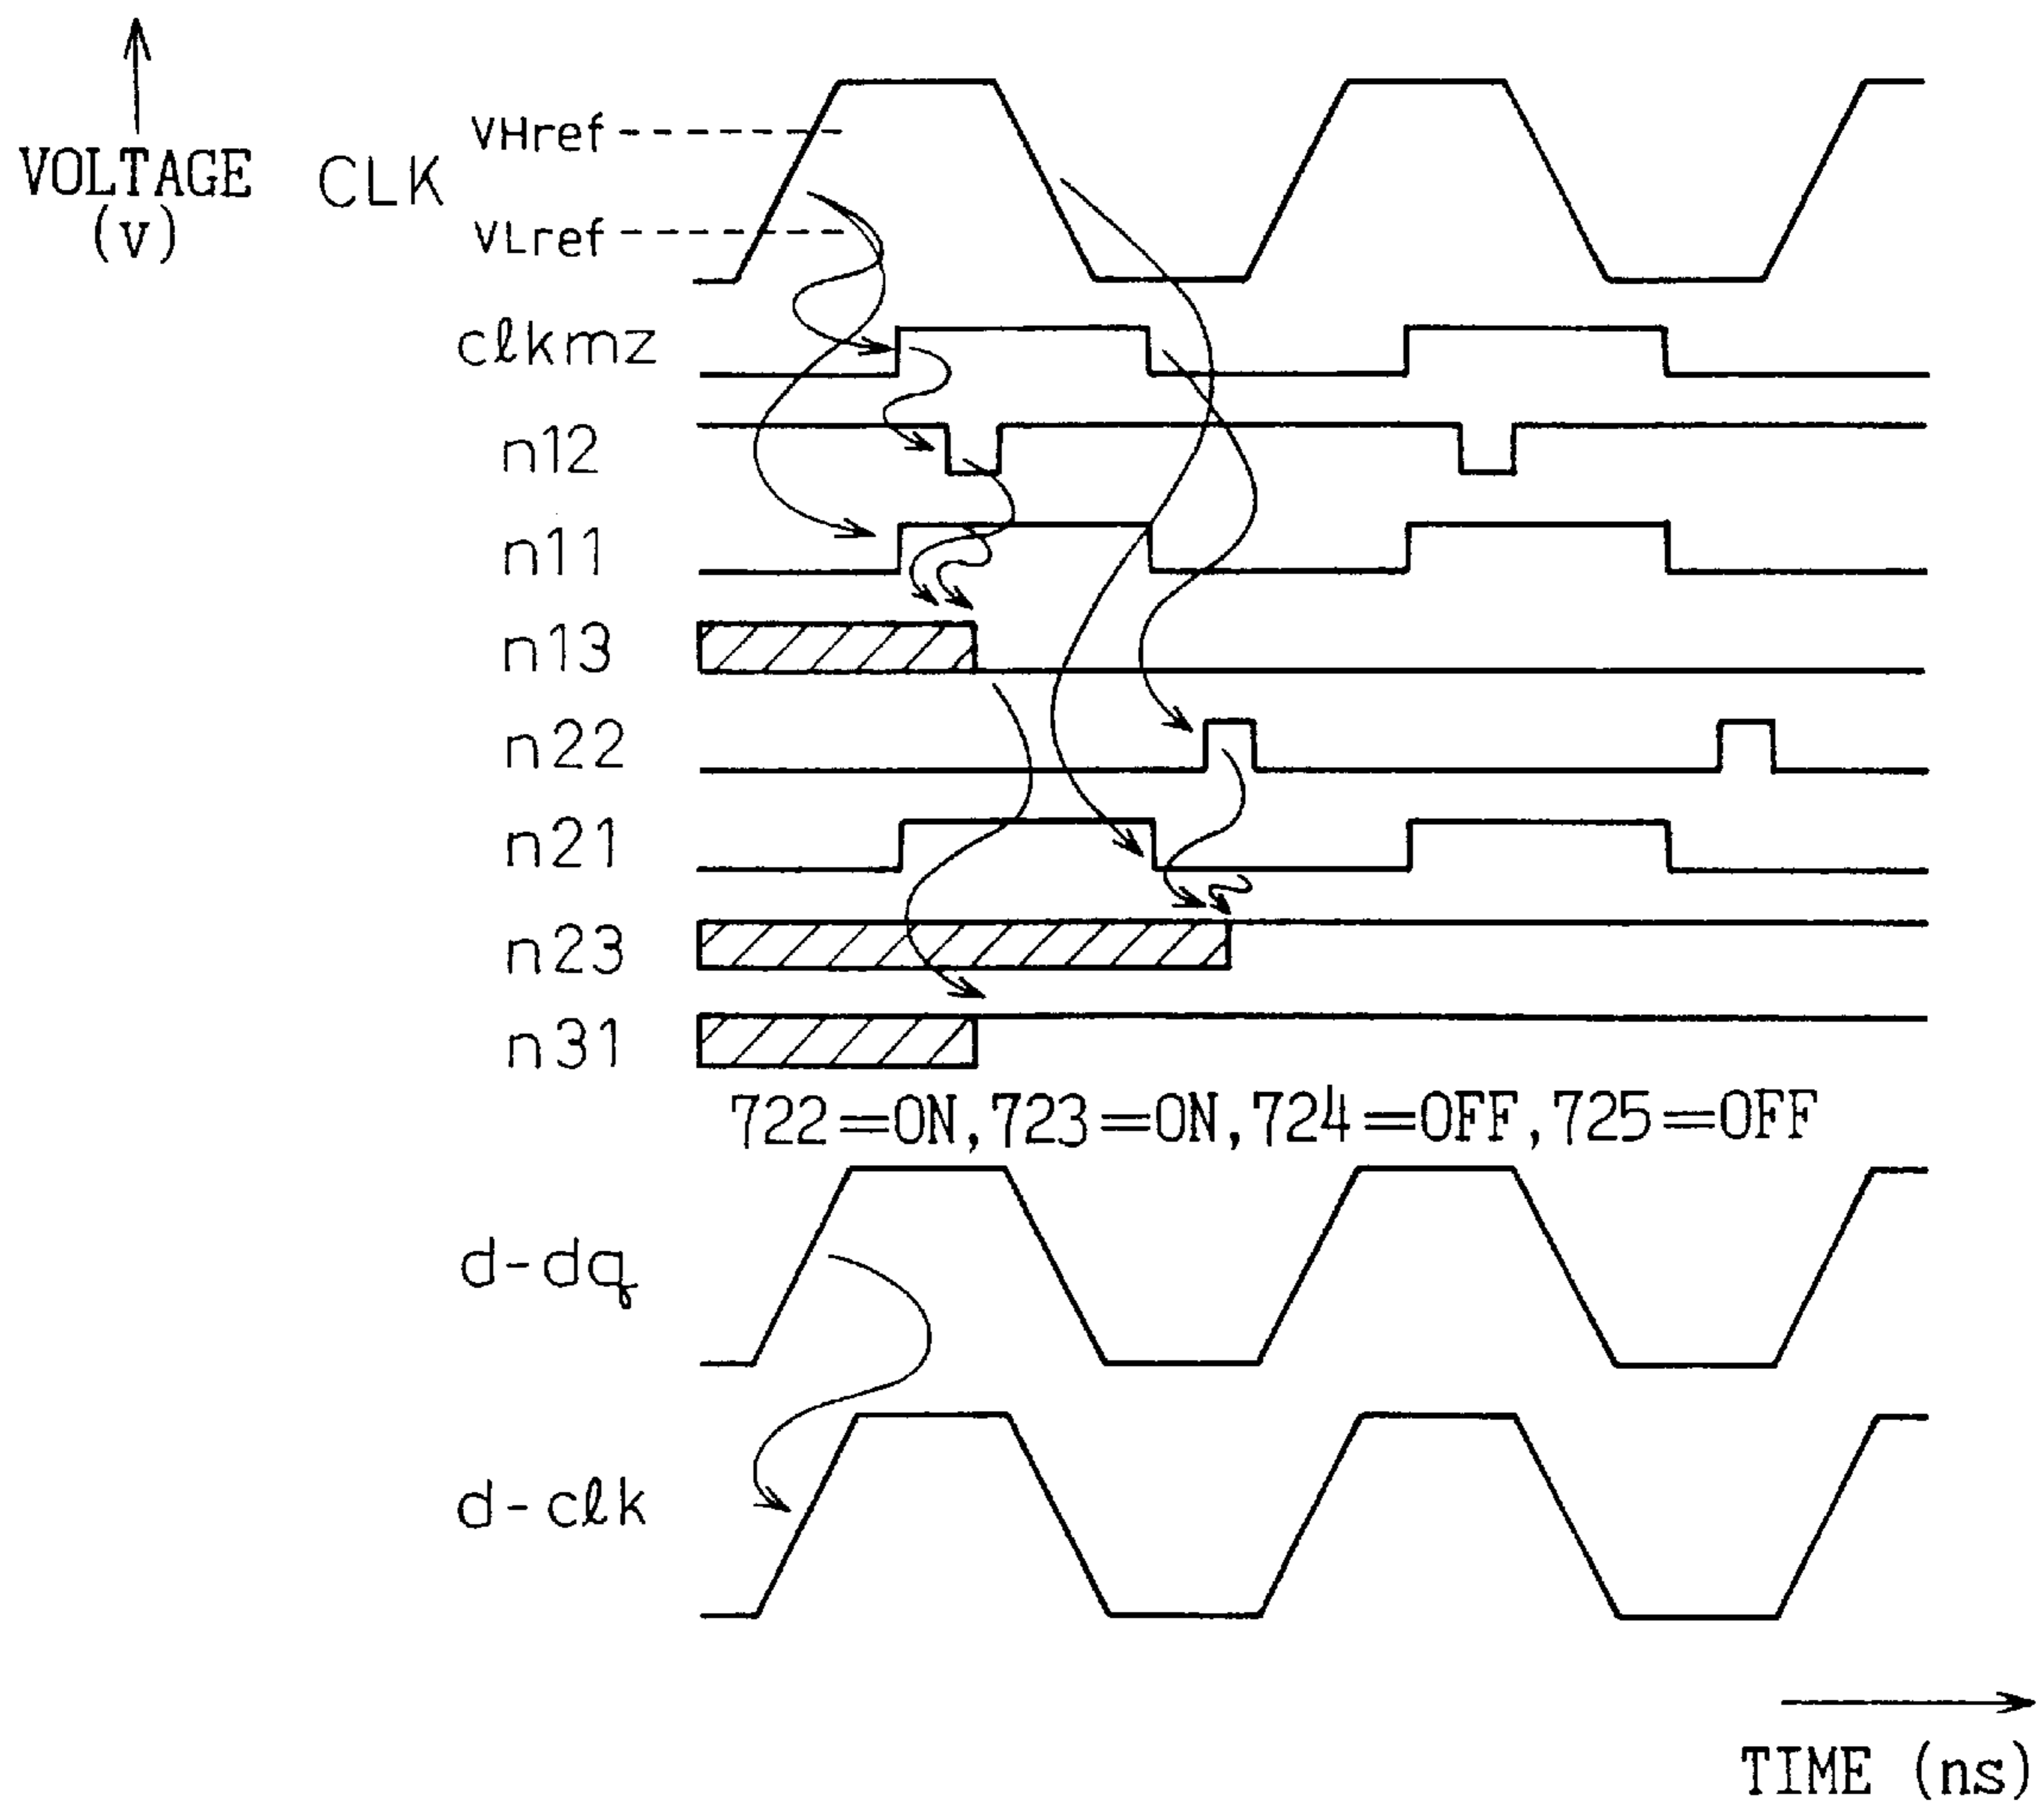 VHref
VOLTAGE
(V)
CLK
VLref
clkmz
n12
n11
n13
n22
n21
n23
n31
722=ON, 723=ON, 724=OFF, 725=OFF
d-dq
d-clk
TIME (ns)